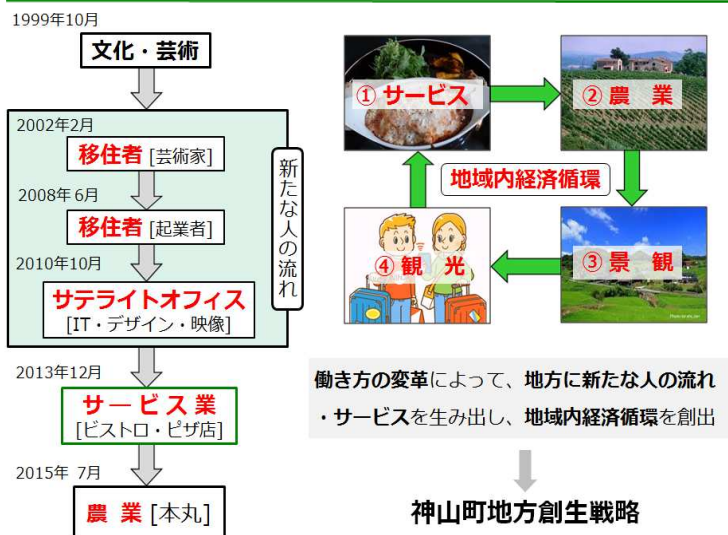 1999年10月
文化・芸術
2002年2月
移住者 [芸術家]
2008年6月
移住者 [起業者]
2010年10月
サテライトオフィス
[IT・デザイン・映像]
新たな人の流れ
2013年12月
サービス業
[ビストロ・ピザ店]
2015年 7月
農 業 [本丸]
① サービス
② 農 業
地域内経済循環
④ 観 光
③ 景 観
働き方の変革によって、地方に新たな人の流れ
・サービスを生み出し、地域内経済循環を創出
神山町地方創生戦略